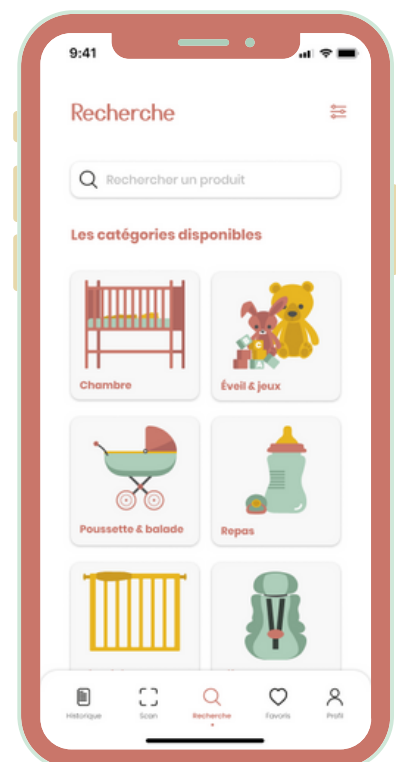 9:41
Recherche
Rechercher un produit
Les catégories disponibles
Chambre
Éveil & jeux
Poussette & balade
Repas
Historique
Scan
Recherche
Favoris
Profil